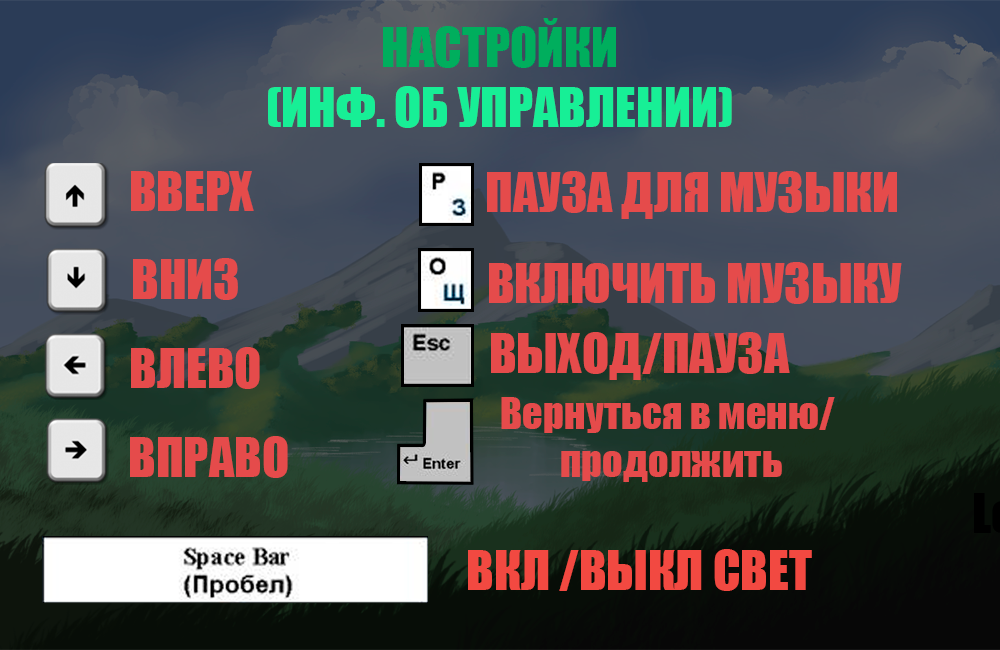 НАСТРОЙКИ
(ИНФ. ОБ УПРАВЛЕНИИ)
ВВЕРХ
ВНИЗ
ВЛЕВО
ВПРАВО
P
З
ПАУЗА ДЛЯ МУЗЫКИ
O
Щ
ВКЛЮЧИТЬ МУЗЫКУ
Esc
ВЫХОД/ПАУЗА
Enter
Вернуться в меню/
продолжить
Space Bar
(Пробел)
ВКЛ /ВЫКЛ СВЕТ